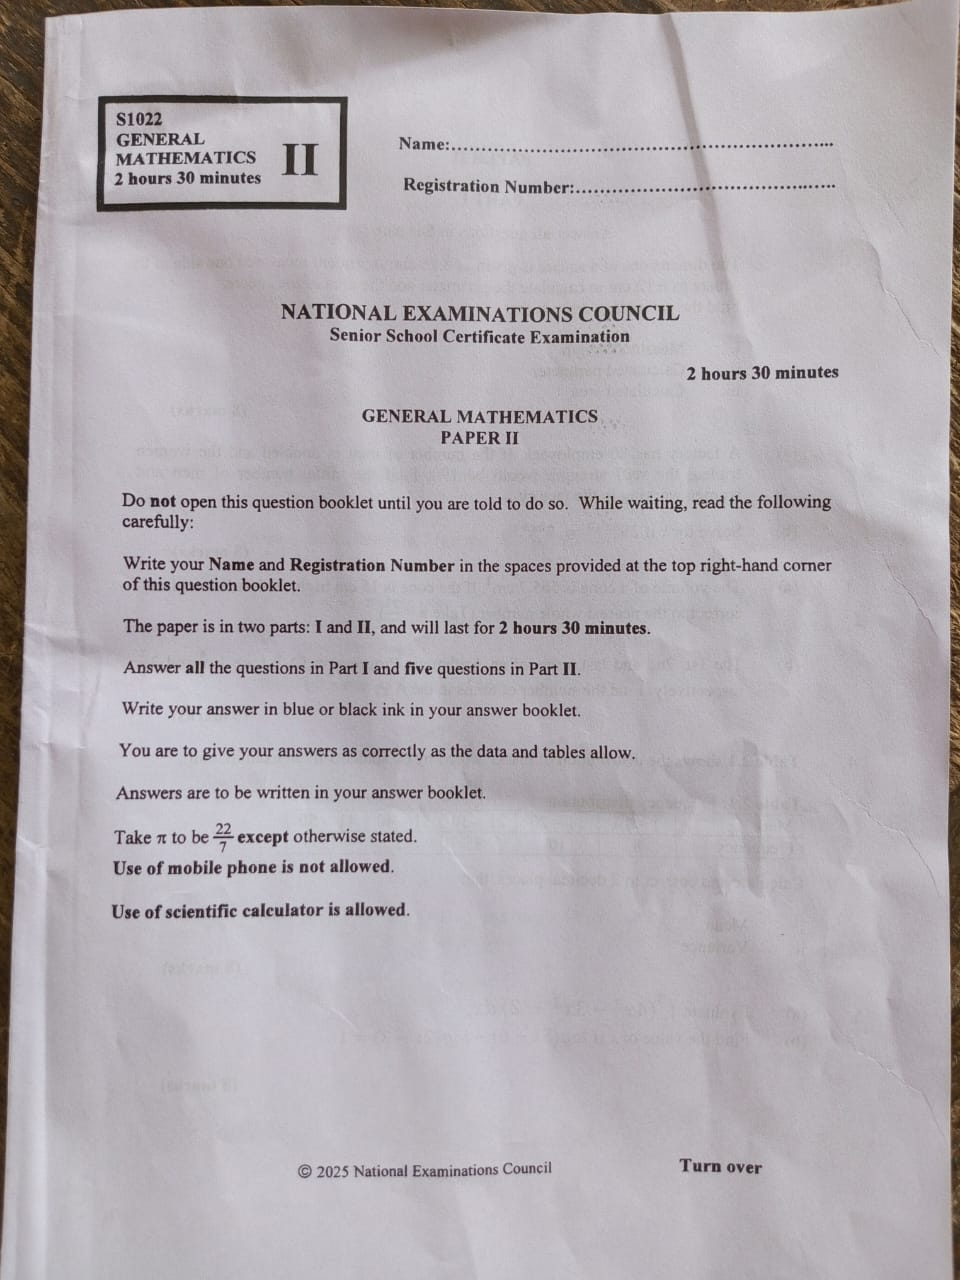 S1022
GENERAL
MATHEMATICS II
2 hours 30 minutes
Name:................................................................
Registration Number:................................................
NATIONAL EXAMINATIONS COUNCIL
Senior School Certificate Examination
2 hours 30 minutes
GENERAL MATHEMATICS
PAPER II
Do not open this question booklet until you are told to do so. While waiting, read the following
carefully:
Write your Name and Registration Number in the spaces provided at the top right-hand corner
of this question booklet.
The paper is in two parts: I and II, and will last for 2 hours 30 minutes.
Answer all the questions in Part I and five questions in Part II.
Write your answer in blue or black ink in your answer booklet.
You are to give your answers as correctly as the data and tables allow.
Answers are to be written in your answer booklet.
Take π to be 22/7 except otherwise stated.
Use of mobile phone is not allowed.
Use of scientific calculator is allowed.
© 2025 National Examinations Council
Turn over